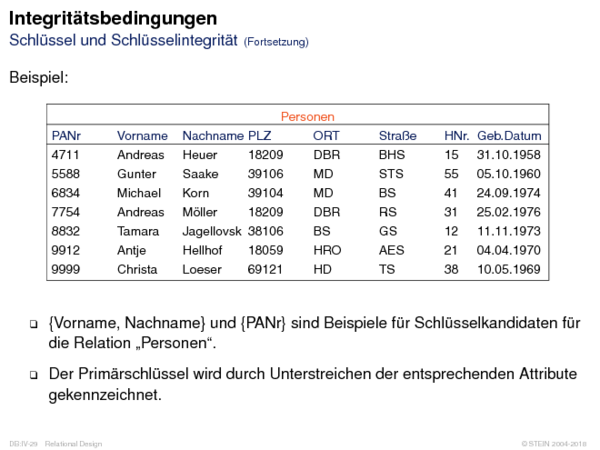 Integritätsbedingungen
Schlüssel und Schlüsselintegrität (Fortsetzung)
Beispiel:
Personen
PANr Vorname Nachname PLZ ORT Straße HNr. Geb.Datum
4711 Andreas Heuer 18209 DBR BHS 15 31.10.1958
5588 Gunter Saake 39106 MD STS 55 05.10.1960
6834 Michael Korn 39104 MD BS 41 24.09.1974
7754 Andreas Möller 18209 DBR RS 31 25.02.1976
8832 Tamara Jagellovsk 38106 BS GS 12 11.11.1973
9912 Antje Hellhof 18059 HRO AES 21 04.04.1970
9999 Christa Loeser 69121 HD TS 38 10.05.1969
❑ {Vorname, Nachname} und {PANr} sind Beispiele für Schlüsselkandidaten für
die Relation „Personen“.
❑ Der Primärschlüssel wird durch Unterstreichen der entsprechenden Attribute
gekennzeichnet.
DB:IV-29 Relational Design © STEIN 2004-2018